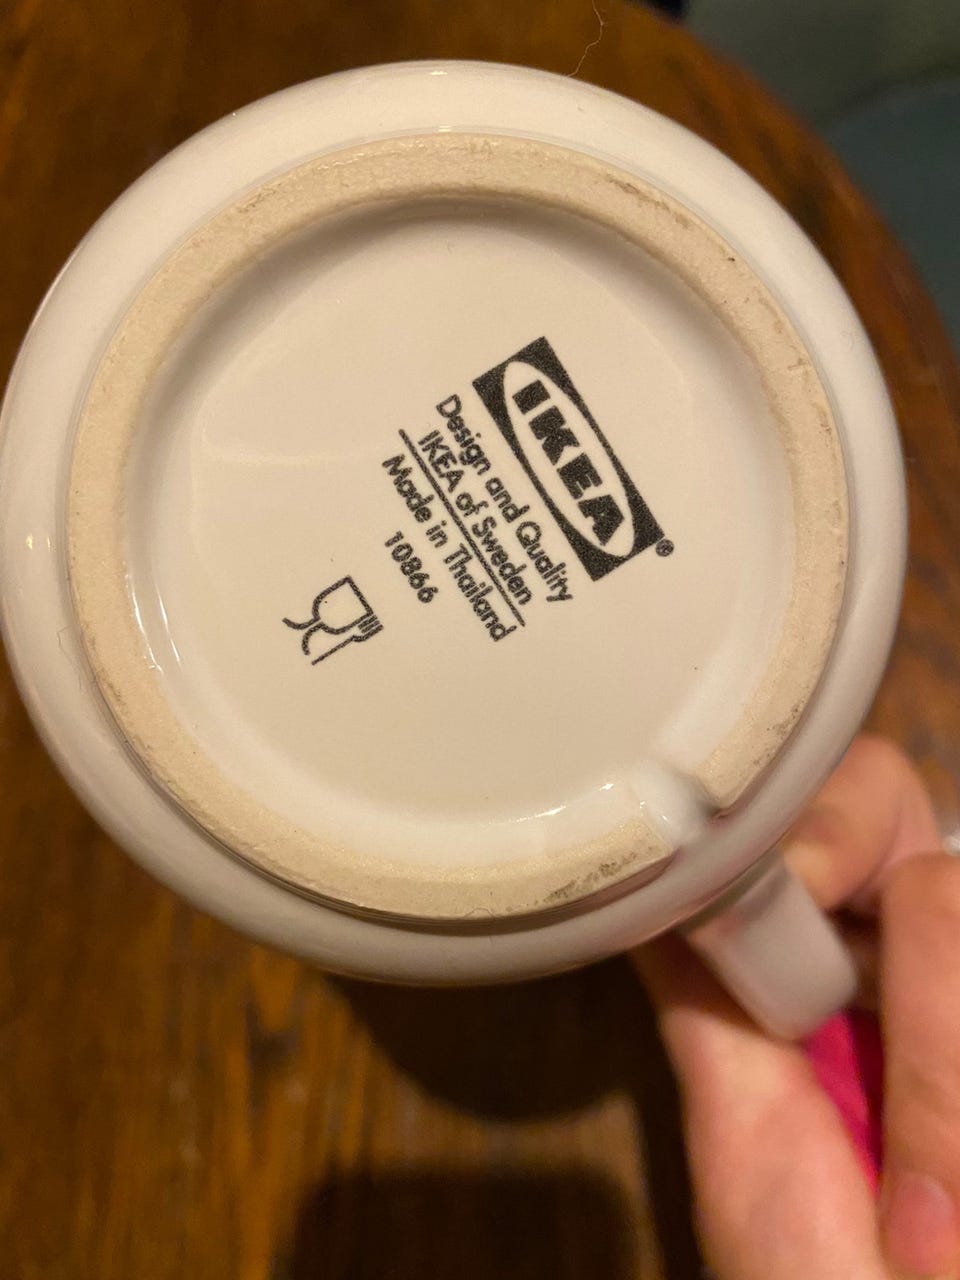 IKEA®
Design and Quality
IKEA of Sweden
Made in Thailand
10866